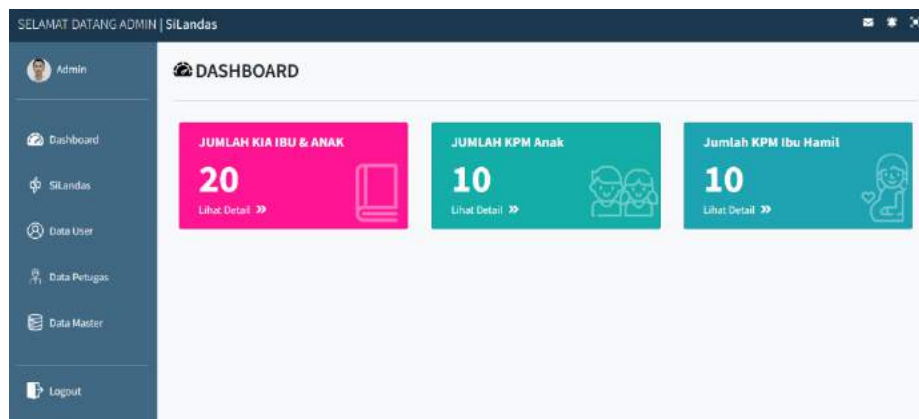 SELAMAT DATANG ADMIN | SiLandas
Admin
Dashboard
SiLandas
Data User
Data Petugas
Data Master
Logout
DASHBOARD
JUMLAH KIA IBU & ANAK
20
Lihat Detail
JUMLAH KPM Anak
10
Lihat Detail
Jumlah KPM Ibu Hamil
10
Lihat Detail